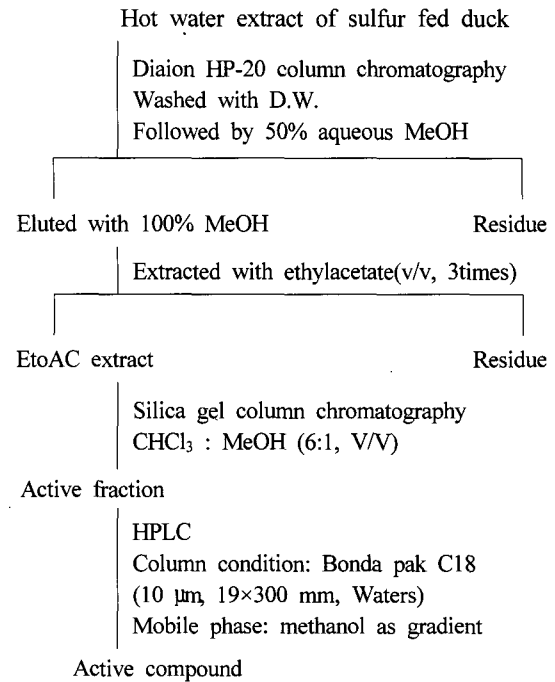 Hot water extract of sulfur fed duck
Diaion HP-20 column chromatography
Washed with D.W.
Followed by 50% aqueous MeOH
Eluted with 100% MeOH
Residue
Extracted with ethylacetate(v/v, 3times)
EtoAC extract
Residue
Silica gel column chromatography
CHCl₃ : MeOH (6:1, V/V)
Active fraction
HPLC
Column condition: Bonda pak C18
(10 μm, 19×300 mm, Waters)
Mobile phase: methanol as gradient
Active compound